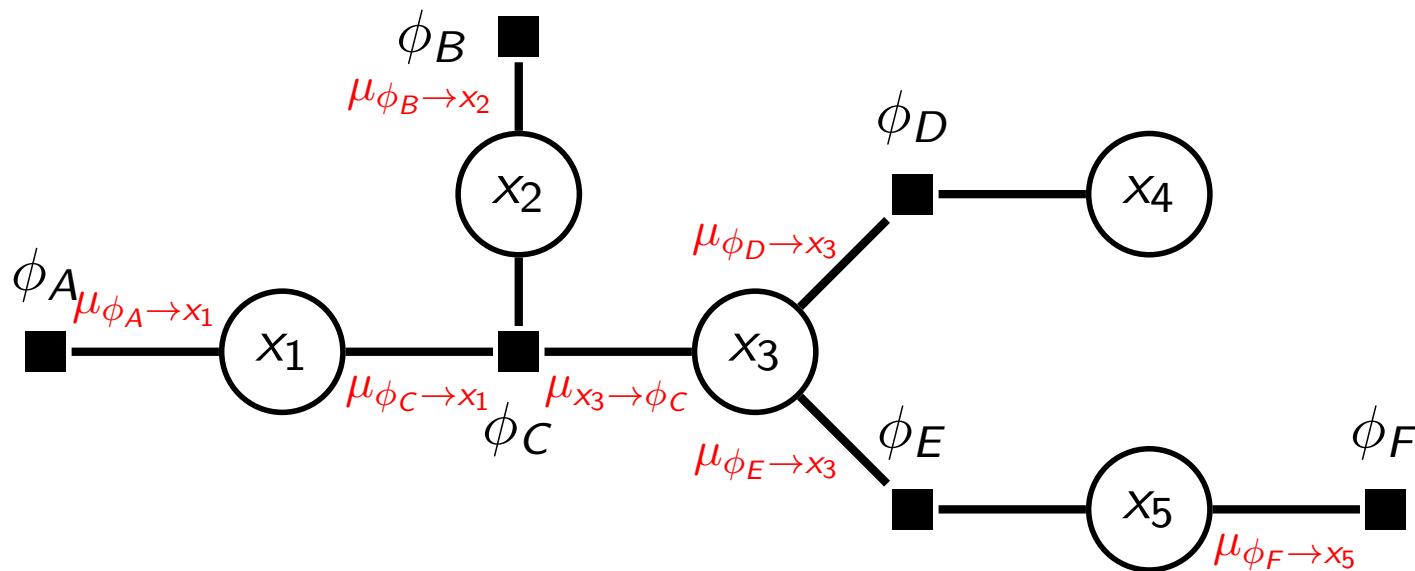 ϕB
μϕB→x2
x2
ϕD
x4
μϕD→x3
ϕA
μϕA→x1
x1
x3
μϕC→x1
μx3→ϕC
ϕC
μϕE→x3
ϕE
ϕF
x5
μϕF→x5